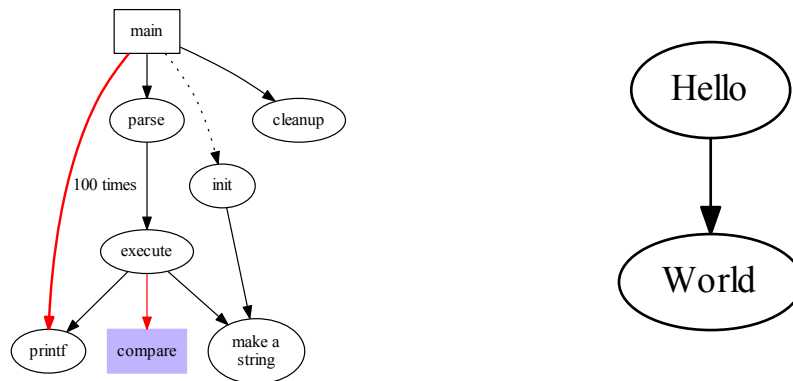 main
Hello
parse
cleanup
100 times
init
execute
World
printf
compare
make a
string